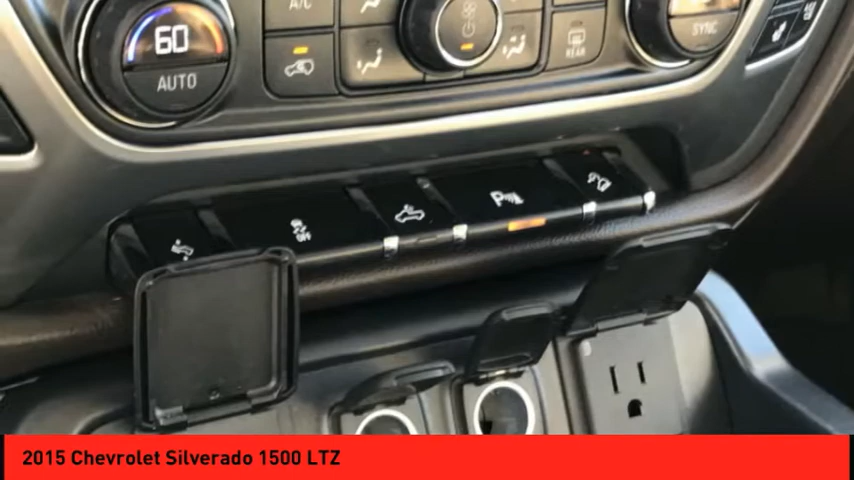 A/C
60
AUTO
REAR
SYNC
OFF
P
2015 Chevrolet Silverado 1500 LTZ